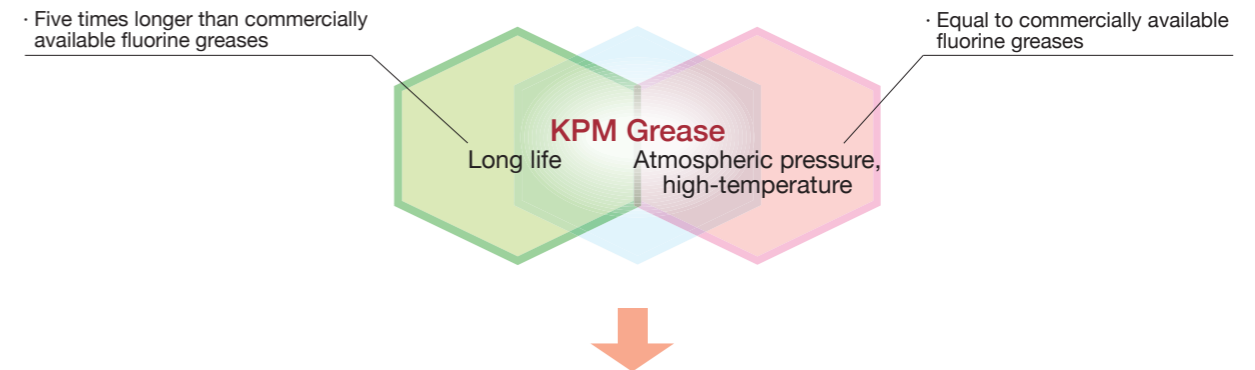 · Five times longer than commercially
available fluorine greases
· Equal to commercially available
fluorine greases
KPM Grease
Long life
Atmospheric pressure,
high-temperature